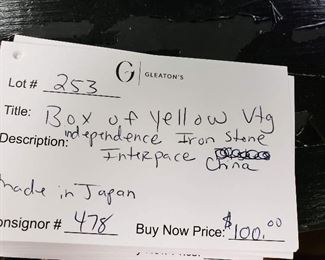 Lot # 253
G GLEATON'S
Title: Box of Yellow Vtg
Description: independence Iron Stone
Interpace China
made in Japan
Consignor # 478 Buy Now Price: $100.00